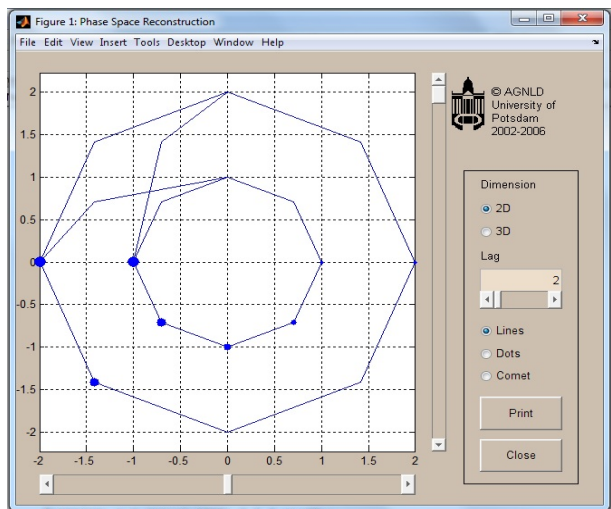 Figure 1: Phase Space Reconstruction
File Edit View Insert Tools Desktop Window Help
2
1.5
1
0.5
0
-0.5
-1
-1.5
-2
-2 -1.5 -1 -0.5 0 0.5 1 1.5 2
© AGNLD
University of
Potsdam
2002-2006
Dimension
2D
3D
Lag
2
Lines
Dots
Comet
Print
Close